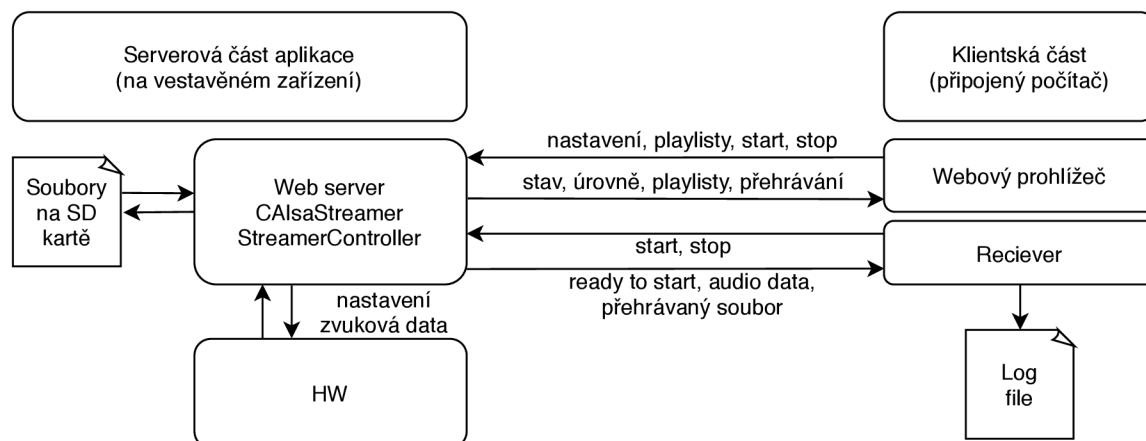 Serverová část aplikace
(na vestavěném zařízení)
Klientská část
(připojený počítač)
Soubory
na SD
kartě
Web server
CAlsaStreamer
StreamerController
nastavení, playlisty, start, stop
stav, úrovně, playlisty, přehrávání
Webový prohlížeč
start, stop
ready to start, audio data,
přehrávaný soubor
Reciever
nastavení
zvuková data
HW
Log
file